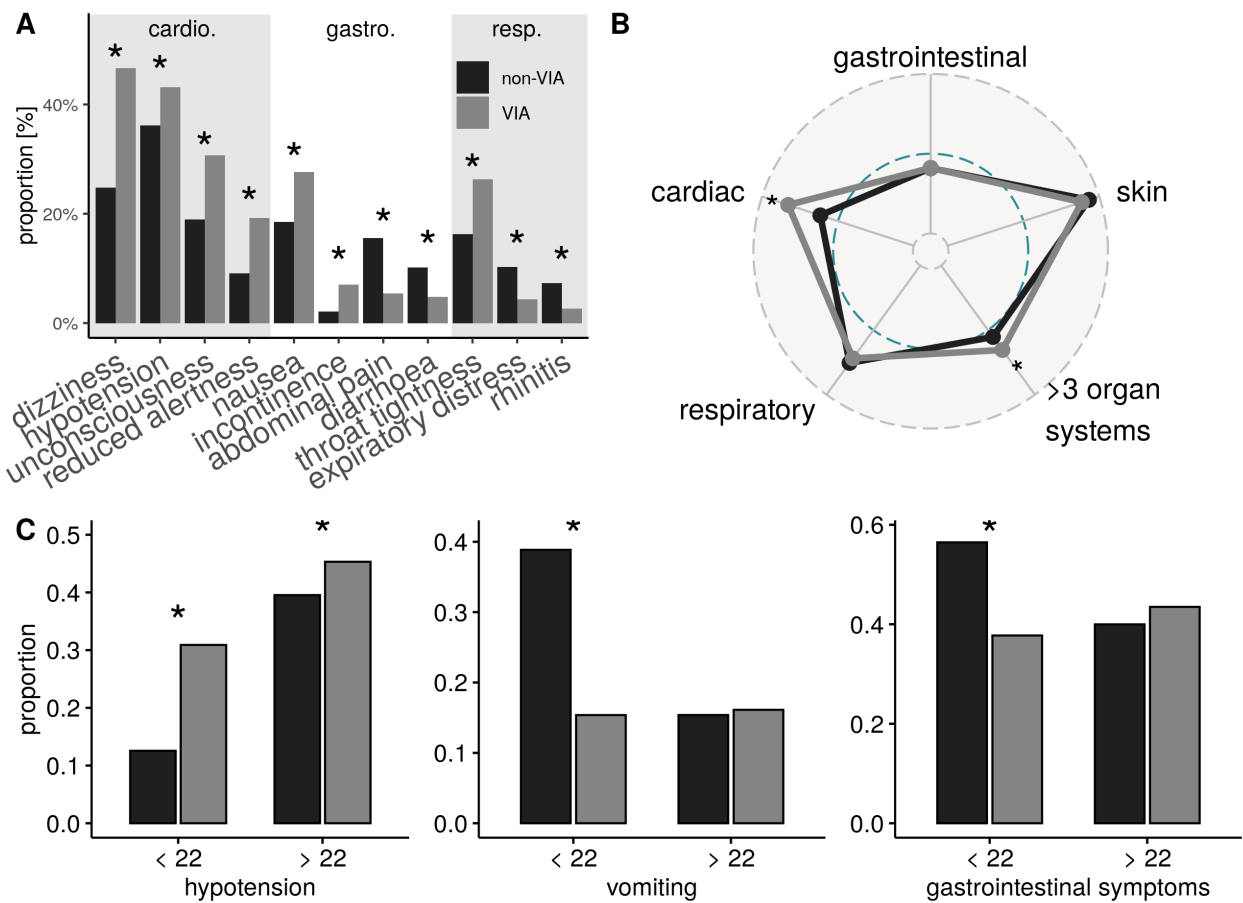 A
cardio.
gastro.
resp.
*
*
*
*
*
*
*
*
*
*
*
non-VIA
VIA
proportion [%]
40%
20%
0%
dizziness
hypotension
unconsciousness
reduced alertness
nausea
incontinence
abdominal pain
diarrhoea
throat tightness
expiratory distress
rhinitis
B
gastrointestinal
cardiac
*
skin
respiratory
*
>3 organ
systems
C
proportion
0.5
0.4
0.3
0.2
0.1
0.0
*
*
< 22
> 22
hypotension
0.4
0.3
0.2
0.1
0.0
*
< 22
> 22
vomiting
0.6
0.4
0.2
0.0
*
< 22
> 22
gastrointestinal symptoms